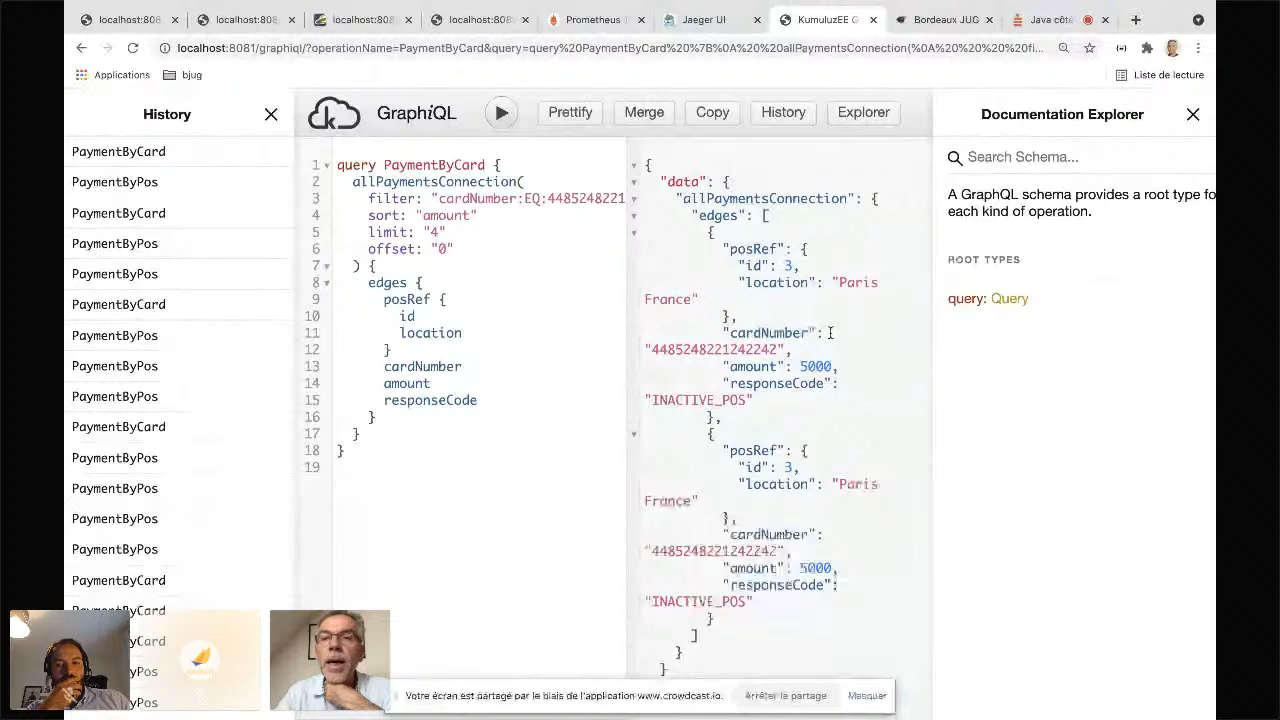 localhost:808
localhost:808
localhost:808
localhost:808
Prometheus
Jaeger UI
KumuluzEE G
Bordeaux JUG
Java côté
localhost:8081/graphiql/?operationName=PaymentByCard&query=query%20PaymentByCard%20%7B%0A%20%20allPaymentsConnection(%0A%20%20%20%20fi...
Applications
bjug
Liste de lecture
History
GraphiQL
Prettify
Merge
Copy
History
Explorer
Documentation Explorer
PaymentByCard
PaymentByPos
PaymentByCard
PaymentByPos
PaymentByPos
PaymentByCard
PaymentByPos
PaymentByPos
PaymentByPos
PaymentByCard
PaymentByPos
PaymentByPos
PaymentByPos
PaymentByPos
PaymentByCard
yCard
yCard
yPos
yPos
1 query PaymentByCard {
2 allPaymentsConnection(
3 filter: "cardNumber:EQ:4485248221
4 sort: "amount"
5 limit: "4"
6 offset: "0"
7 ) {
8 edges {
9 posRef {
10 id
11 location
12 }
13 cardNumber
14 amount
15 responseCode
16 }
17 }
18 }
19
{
"data": {
"allPaymentsConnection": {
"edges": [
{
"posRef": {
"id": 3,
"location": "Paris
France"
},
"cardNumber":
"4485248221242242",
"amount": 5000,
"responseCode":
"INACTIVE_POS"
},
{
"posRef": {
"id": 3,
"location": "Paris
France"
},
"cardNumber":
"4485248221242242",
"amount": 5000,
"responseCode":
"INACTIVE_POS"
}
]
}
}
Search Schema...
A GraphQL schema provides a root type fo
each kind of operation.
ROOT TYPES
query: Query
Votre écran est partagé par le biais de l'application www.crowdcast.io.
Arrêter le partage
Masquer